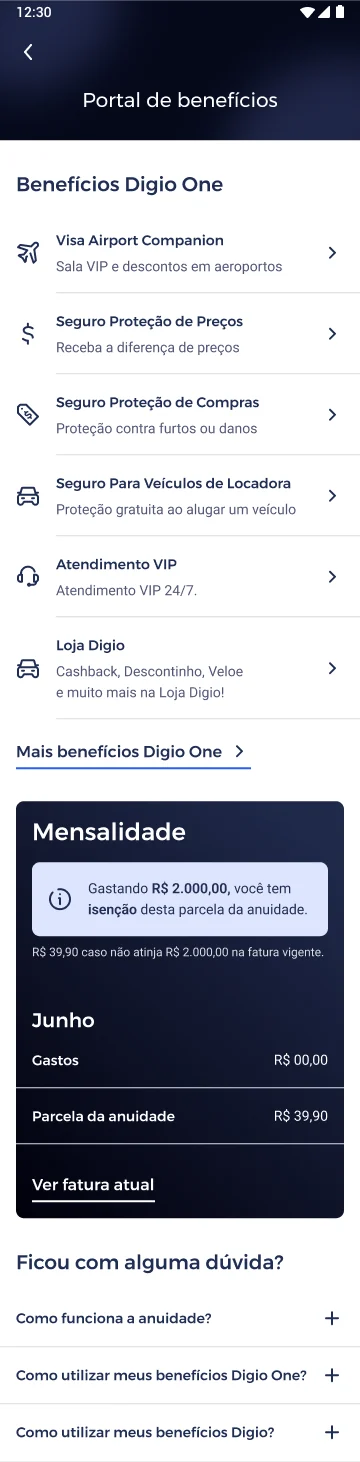 12:30
Portal de benefícios
Benefícios Digio One
Visa Airport Companion
Sala VIP e descontos em aeroportos
Seguro Proteção de Preços
Receba a diferença de preços
Seguro Proteção de Compras
Proteção contra furtos ou danos
Seguro Para Veículos de Locadora
Proteção gratuita ao alugar um veículo
Atendimento VIP
Atendimento VIP 24/7.
Loja Digio
Cashback, Descontinho, Veloe
e muito mais na Loja Digio!
Mais benefícios Digio One
Mensalidade
Gastando R$ 2.000,00, você tem
isenção desta parcela da anuidade.
R$ 39,90 caso não atinja R$ 2.000,00 na fatura vigente.
Junho
Gastos R$ 00,00
Parcela da anuidade R$ 39,90
Ver fatura atual
Ficou com alguma dúvida?
Como funciona a anuidade?
Como utilizar meus benefícios Digio One?
Como utilizar meus benefícios Digio?